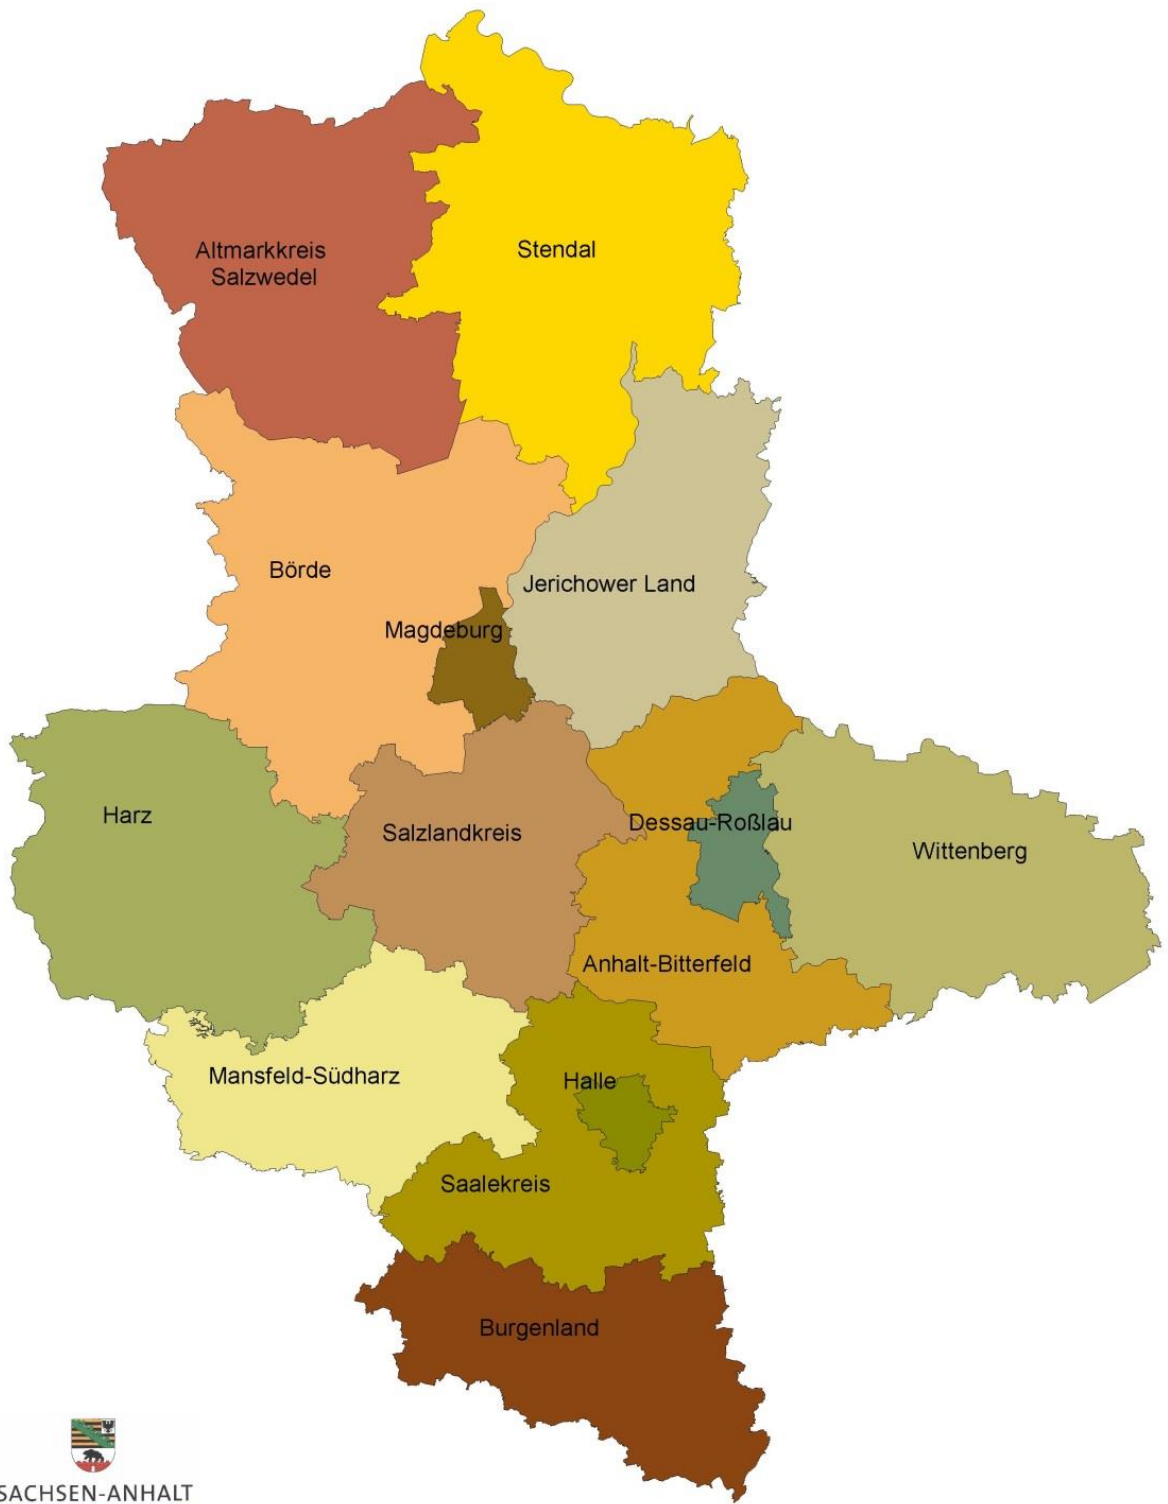 Altmarkkreis
Salzwedel
Stendal
Börde
Jerichower Land
Magdeburg
Harz
Salzlandkreis
Dessau-Roßlau
Wittenberg
Anhalt-Bitterfeld
Mansfeld-Südharz
Halle
Saalekreis
Burgenland
SACHSEN-ANHALT